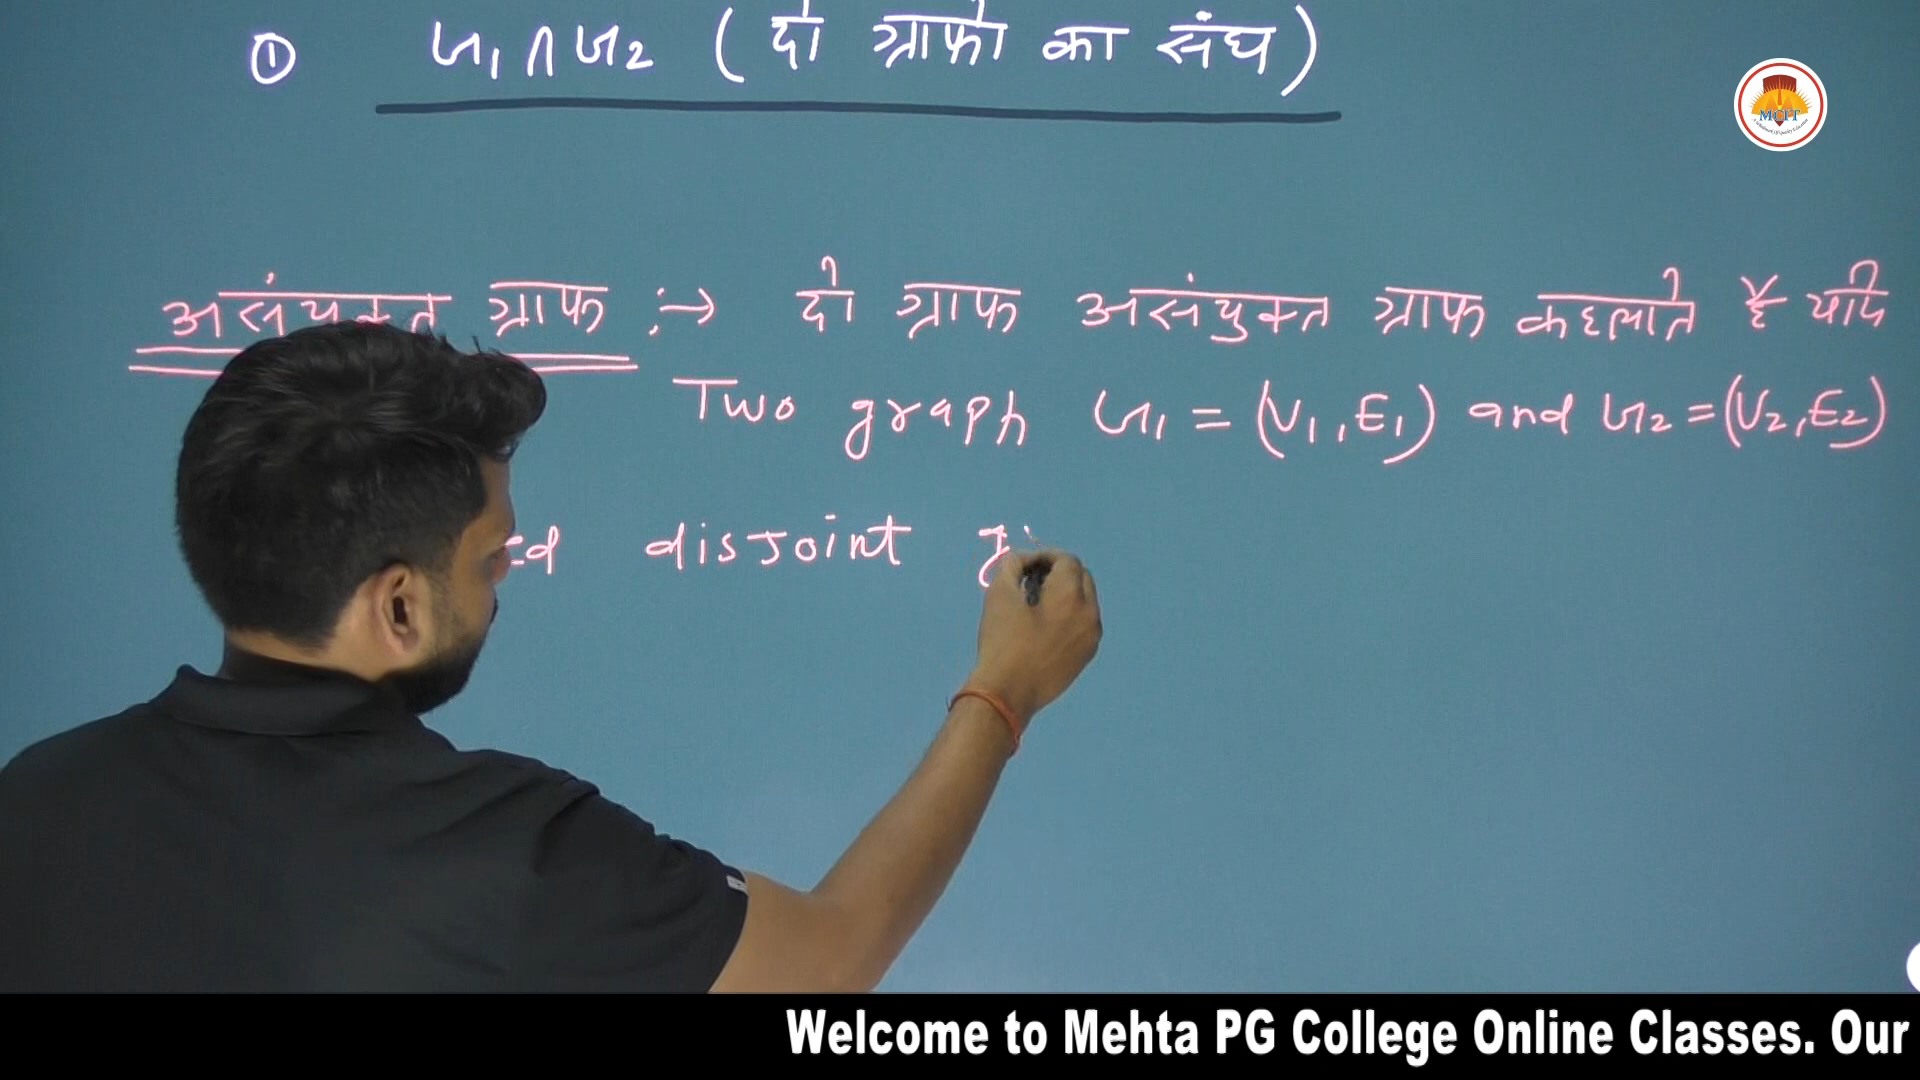 ① G1 ∩ G2 (दो ग्राफो का संघ)
MCIT
असंयुक्त ग्राफ :→ दो ग्राफ असंयुक्त ग्राफ कहलाते है यदि
Two graph G1 = (V1, E1) and G2 = (V2, E2)
disjoint
Welcome to Mehta PG College Online Classes. Our